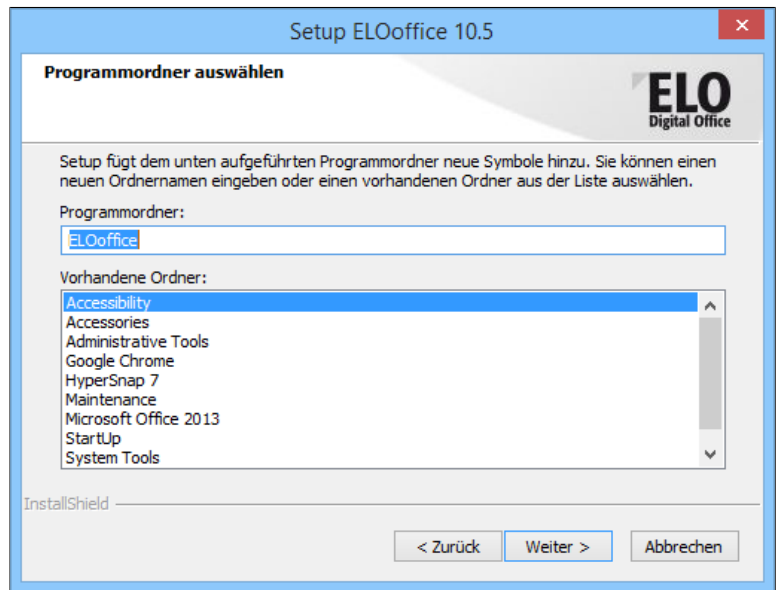 Setup ELOoffice 10.5
Programmordner auswählen
ELO
Digital Office
Setup fügt dem unten aufgeführten Programmordner neue Symbole hinzu. Sie können einen
neuen Ordnernamen eingeben oder einen vorhandenen Ordner aus der Liste auswählen.
Programmordner:
ELOoffice
Vorhandene Ordner:
Accessibility
Accessories
Administrative Tools
Google Chrome
HyperSnap 7
Maintenance
Microsoft Office 2013
StartUp
System Tools
InstallShield
< Zurück Weiter > Abbrechen